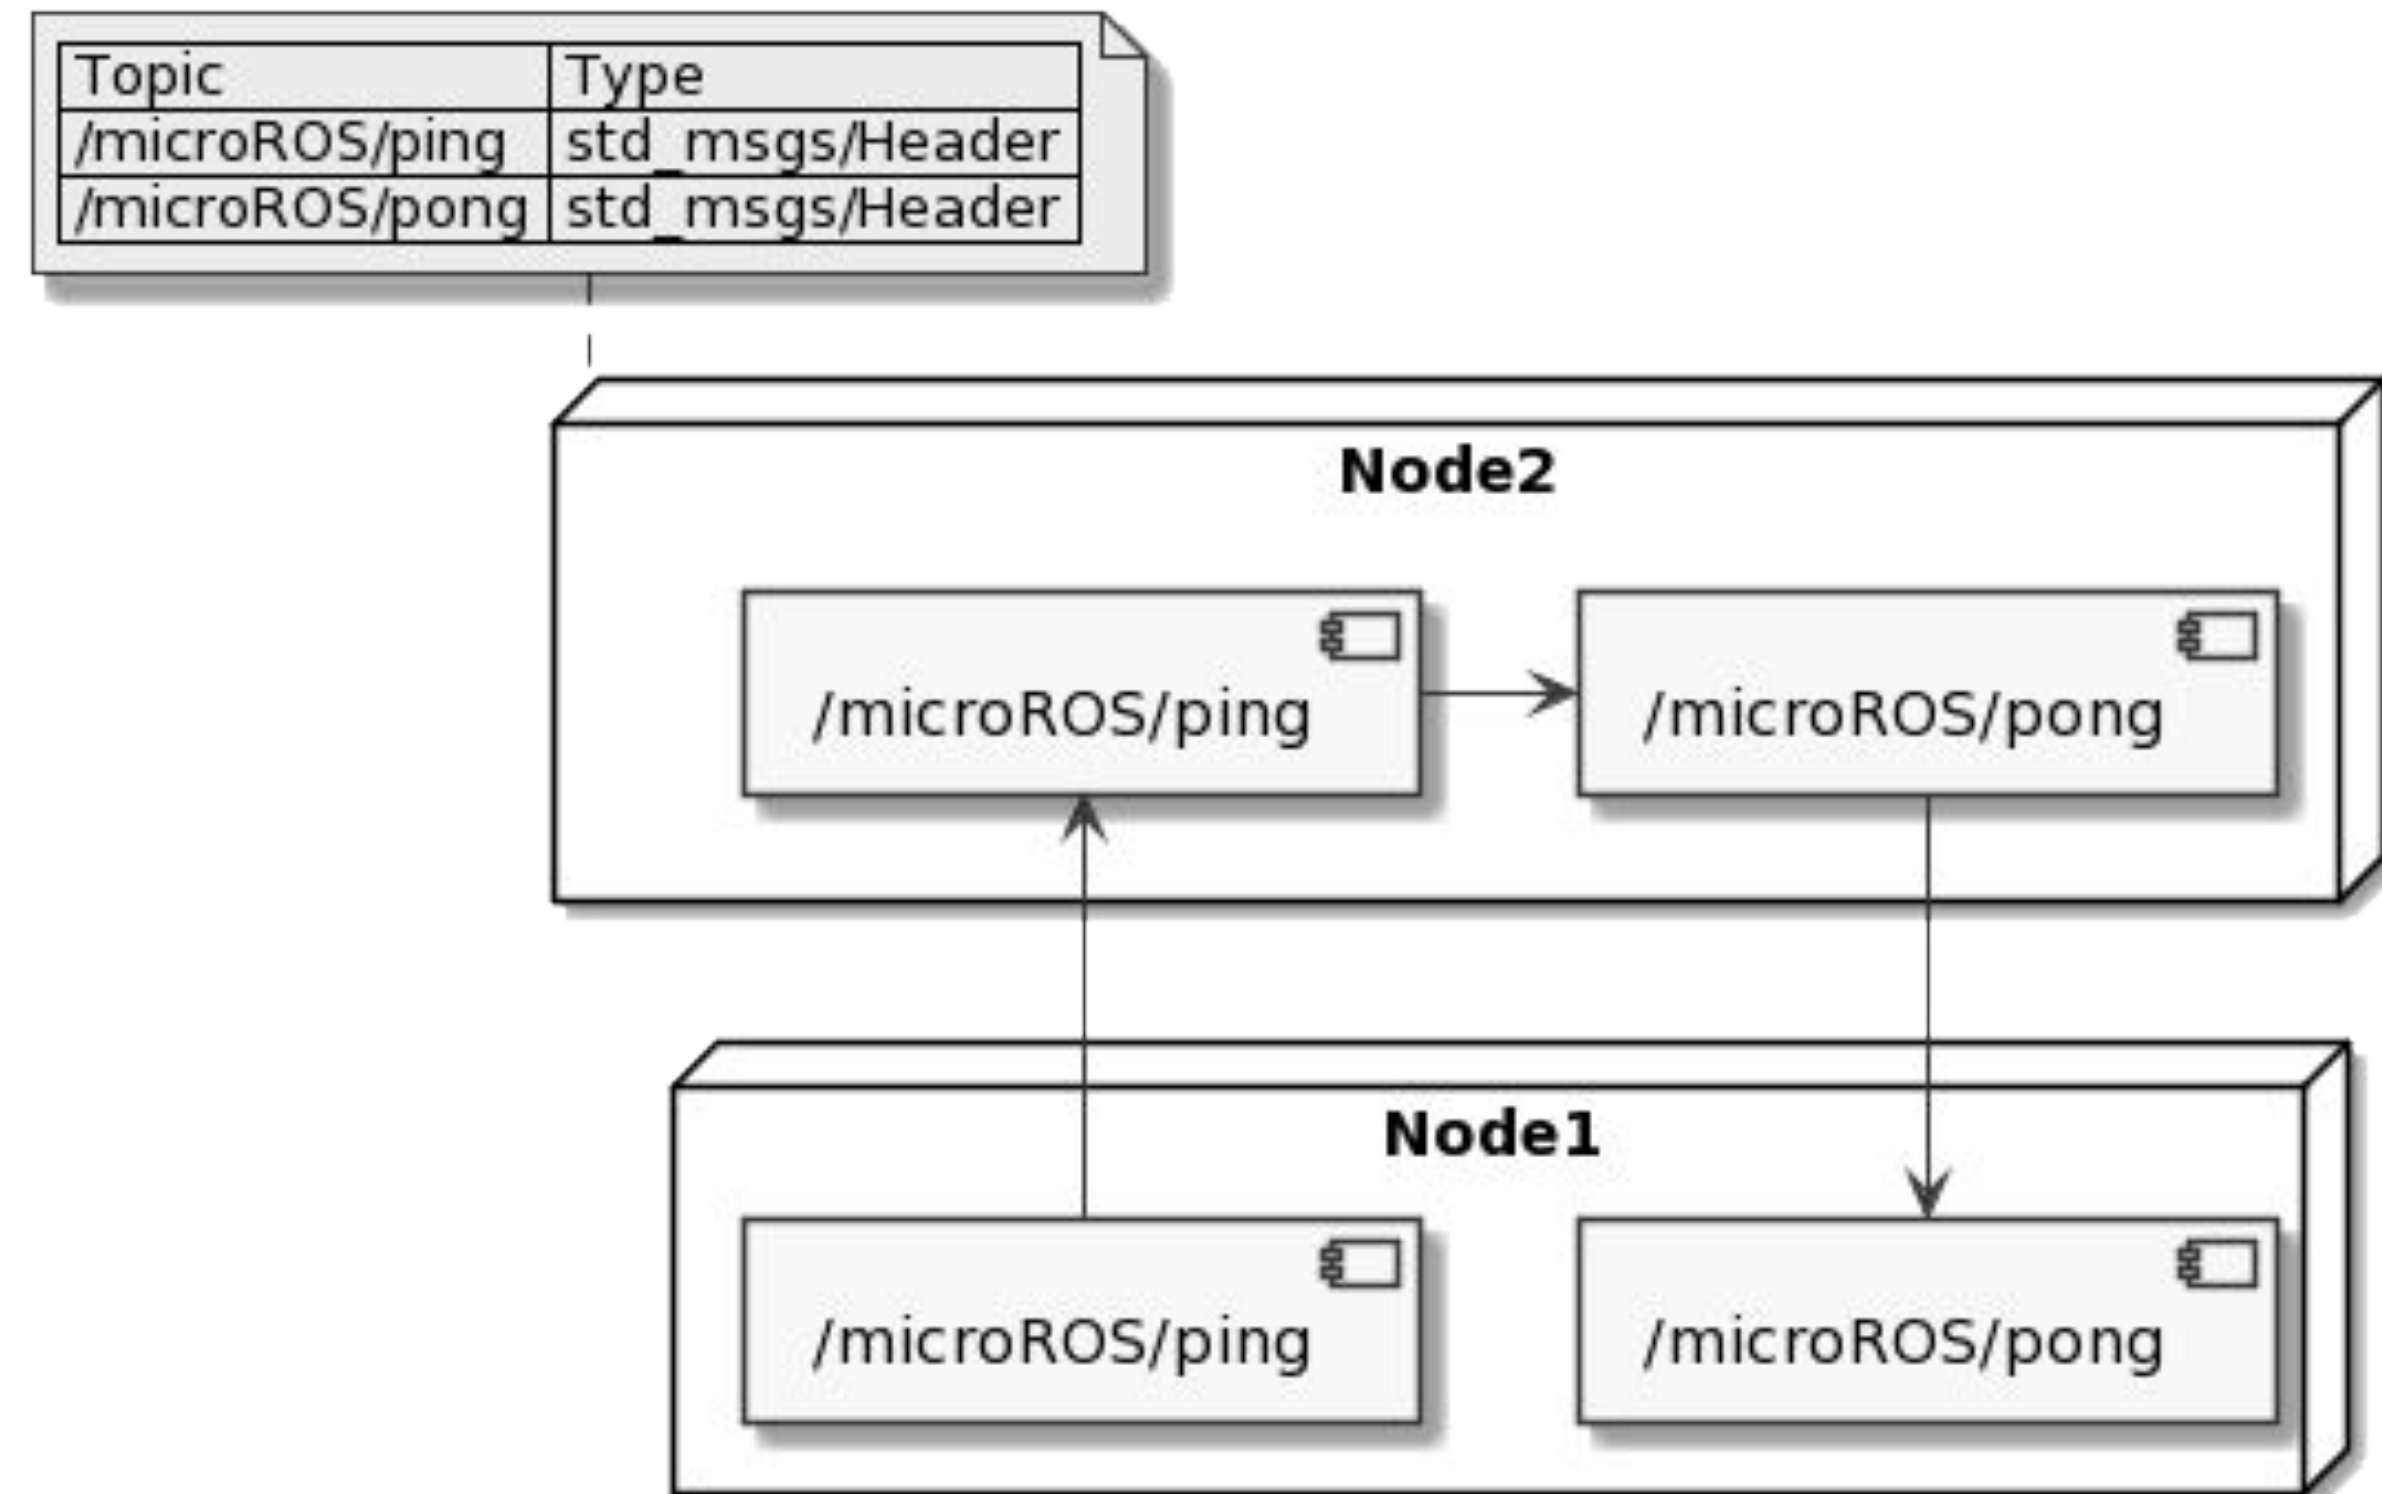 Topic Type
/microROS/ping std_msgs/Header
/microROS/pong std_msgs/Header
Node2
/microROS/ping /microROS/pong
Node1
/microROS/ping /microROS/pong